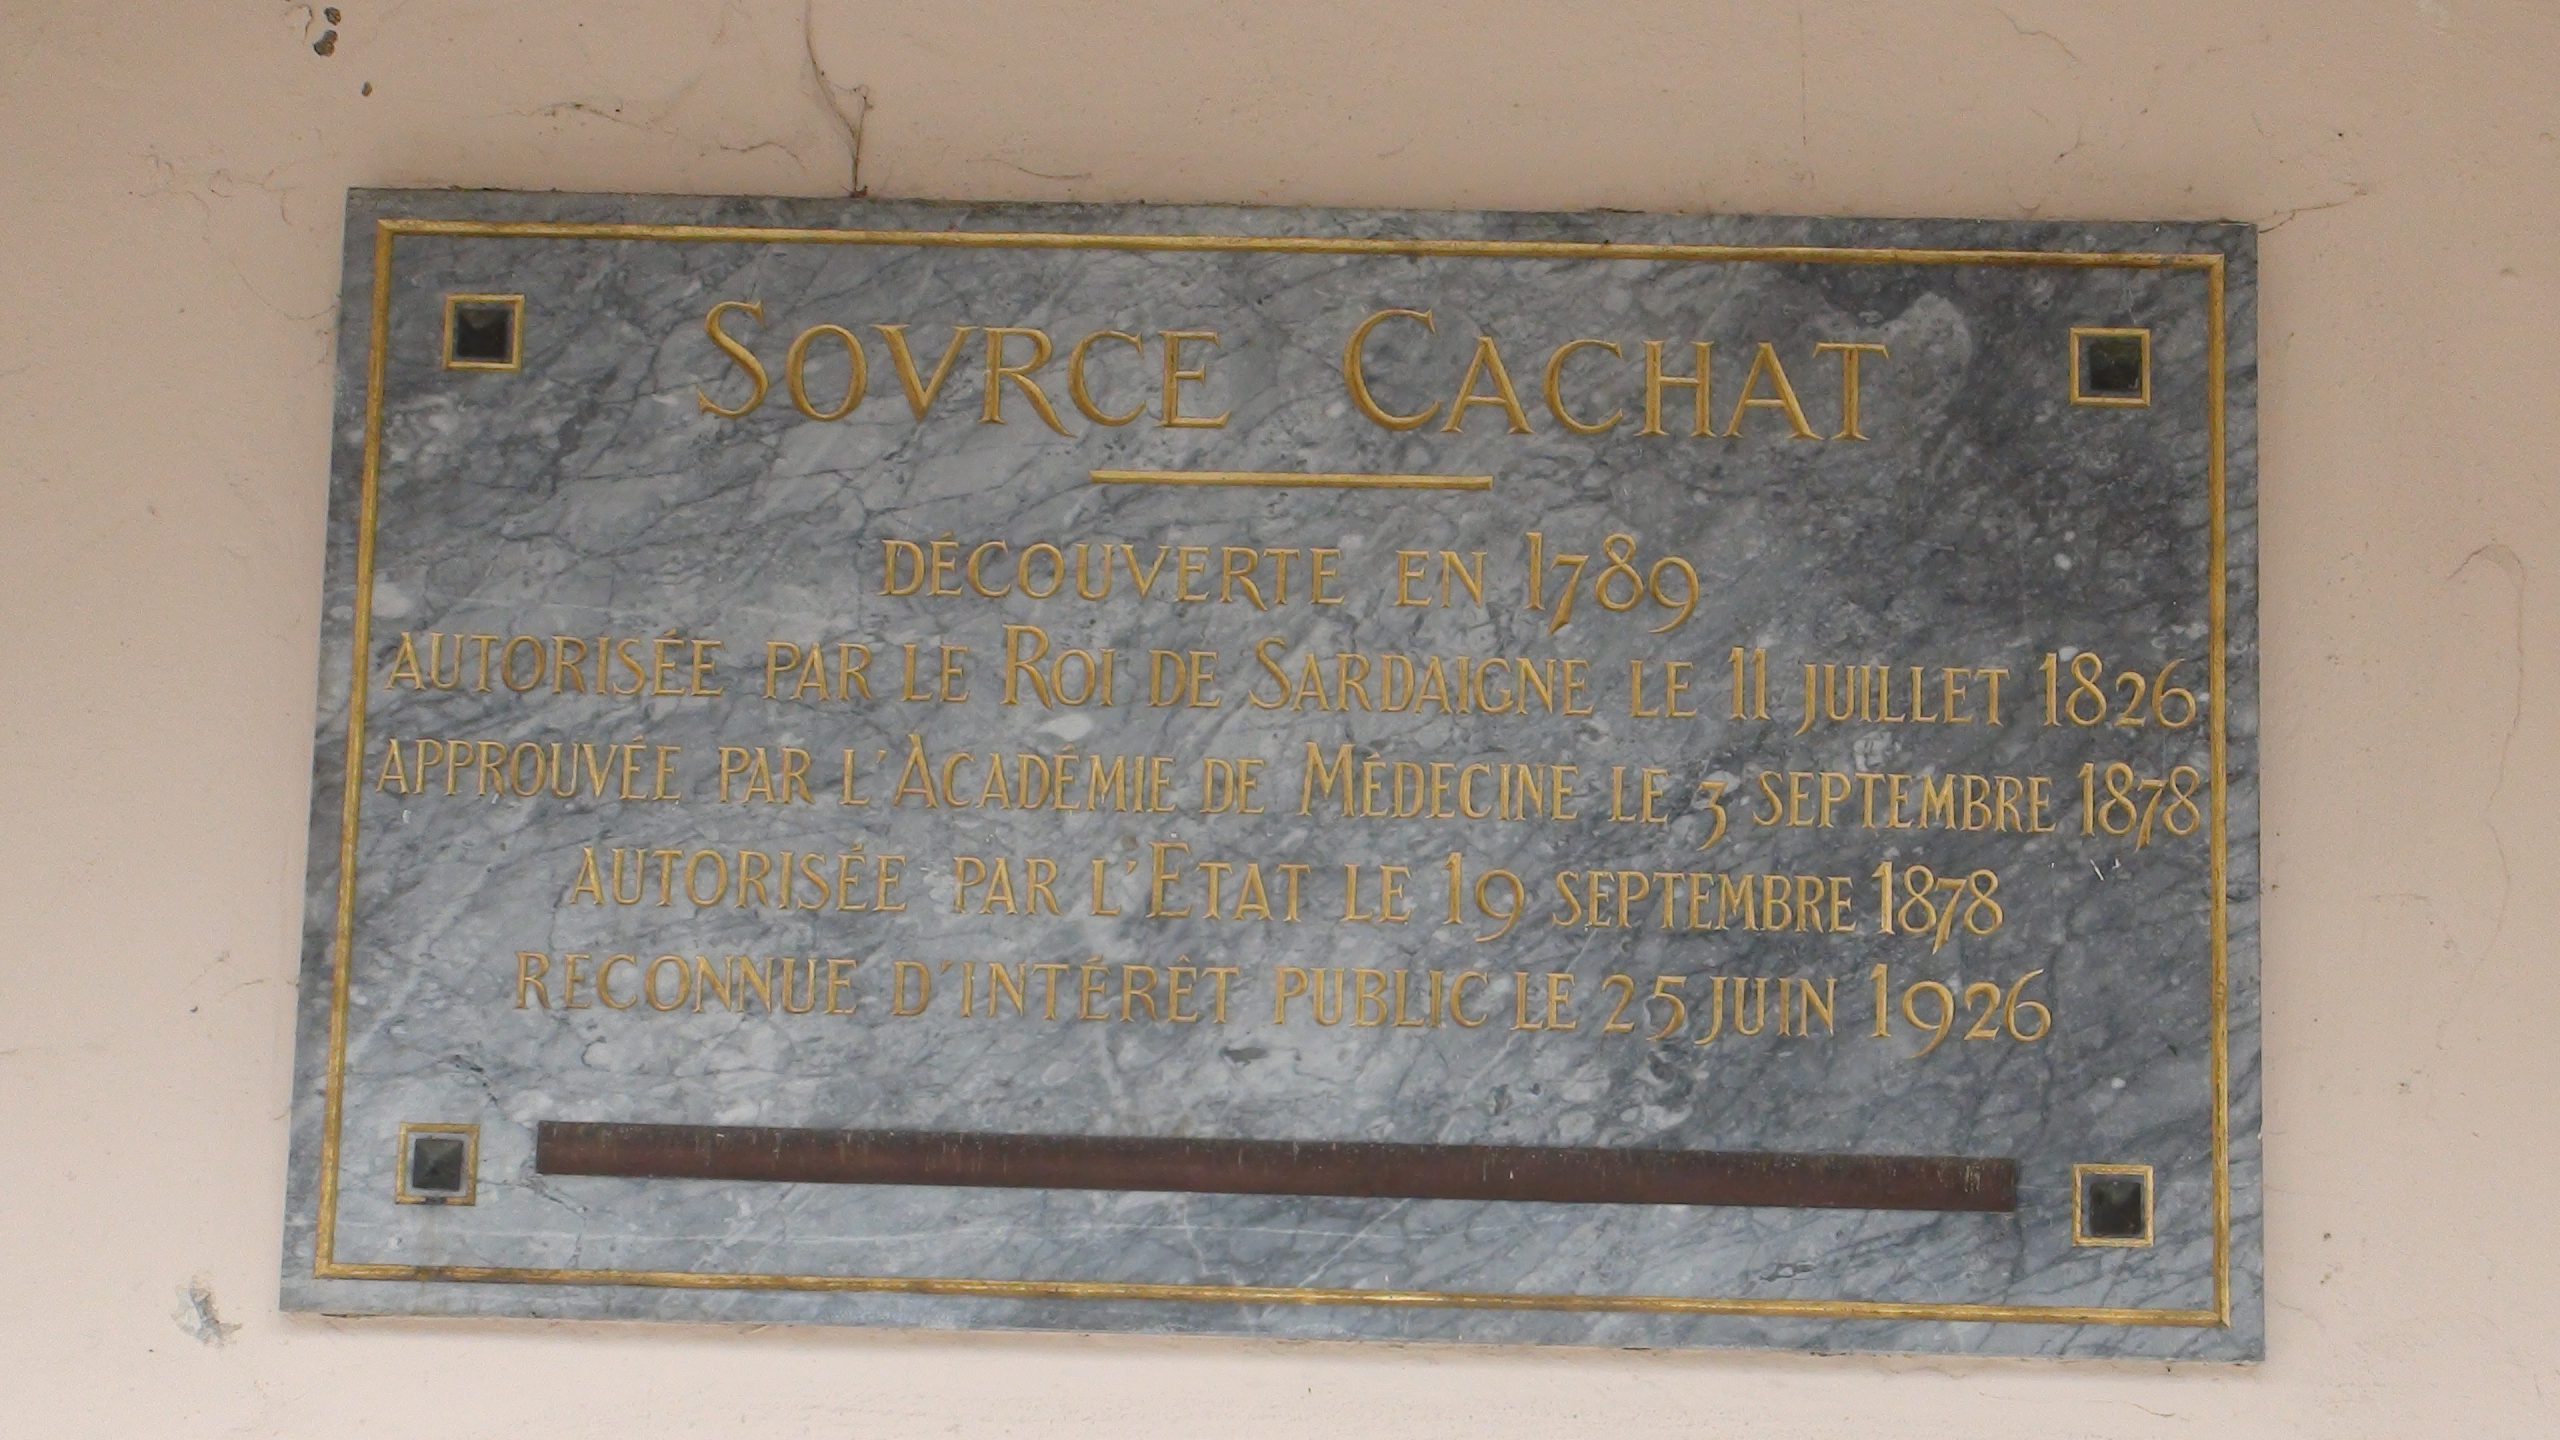 SOVRCE CACHAT
DÉCOUVERTE EN 1789
AUTORISÉE PAR LE ROI DE SARDAIGNE LE 11 JUILLET 1826
APPROUVÉE PAR L'ACADÉMIE DE MÉDECINE LE 3 SEPTEMBRE 1878
AUTORISÉE PAR L'ETAT LE 19 SEPTEMBRE 1878
RECONNUE D'INTÉRÊT PUBLIC LE 25 JUIN 1926